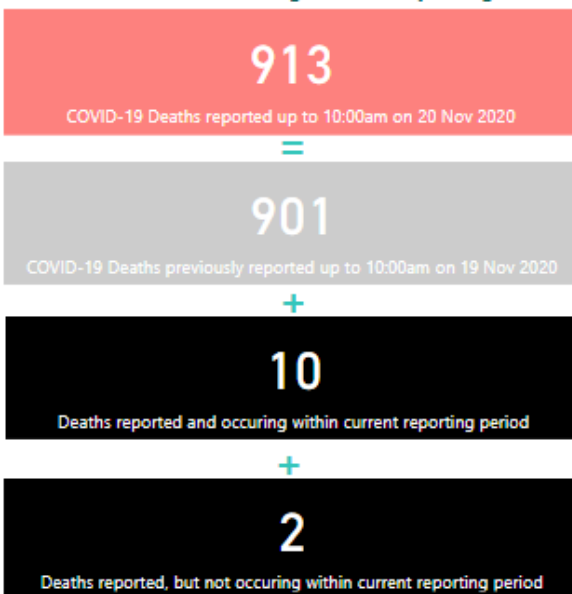 913
COVID-19 Deaths reported up to 10:00am on 20 Nov 2020
=
901
COVID-19 Deaths previously reported up to 10:00am on 19 Nov 2020
+
10
Deaths reported and occuring within current reporting period
+
2
Deaths reported, but not occuring within current reporting period